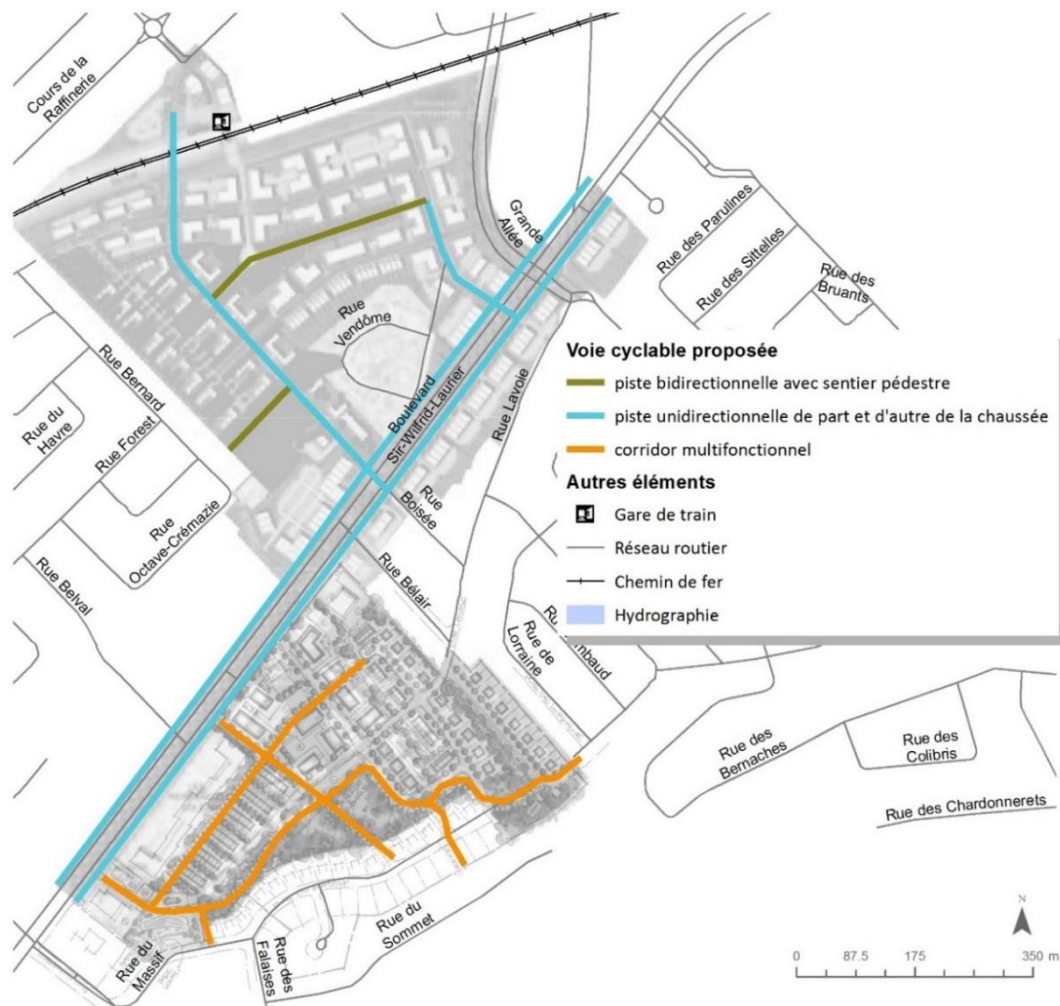 Cours de la
Raffinerie
Grande
Allée
Rue des Parulines
Rue des Sittelles
Rue des
Bruants
Rue
Vendôme
Boulevard
Sir-Wilfrid-Laurier
Rue Lavoie
Rue Bernard
Rue du
Havre
Rue Forest
Rue
Octave-Crémazie
Rue Belval
Rue
Boisée
Rue Bélair
Voie cyclable proposée
piste bidirectionnelle avec sentier pédestre
piste unidirectionnelle de part et d'autre de la chaussée
corridor multifonctionnel
Autres éléments
Gare de train
Réseau routier
Chemin de fer
Hydrographie
Rue de
Lorraine
Rue des
Bernaches
Rue des
Colibris
Rue des Chardonnerets
Rue du
Massif
Rue des
Falaises
Rue du
Sommet
N
0 87.5 175 350 m